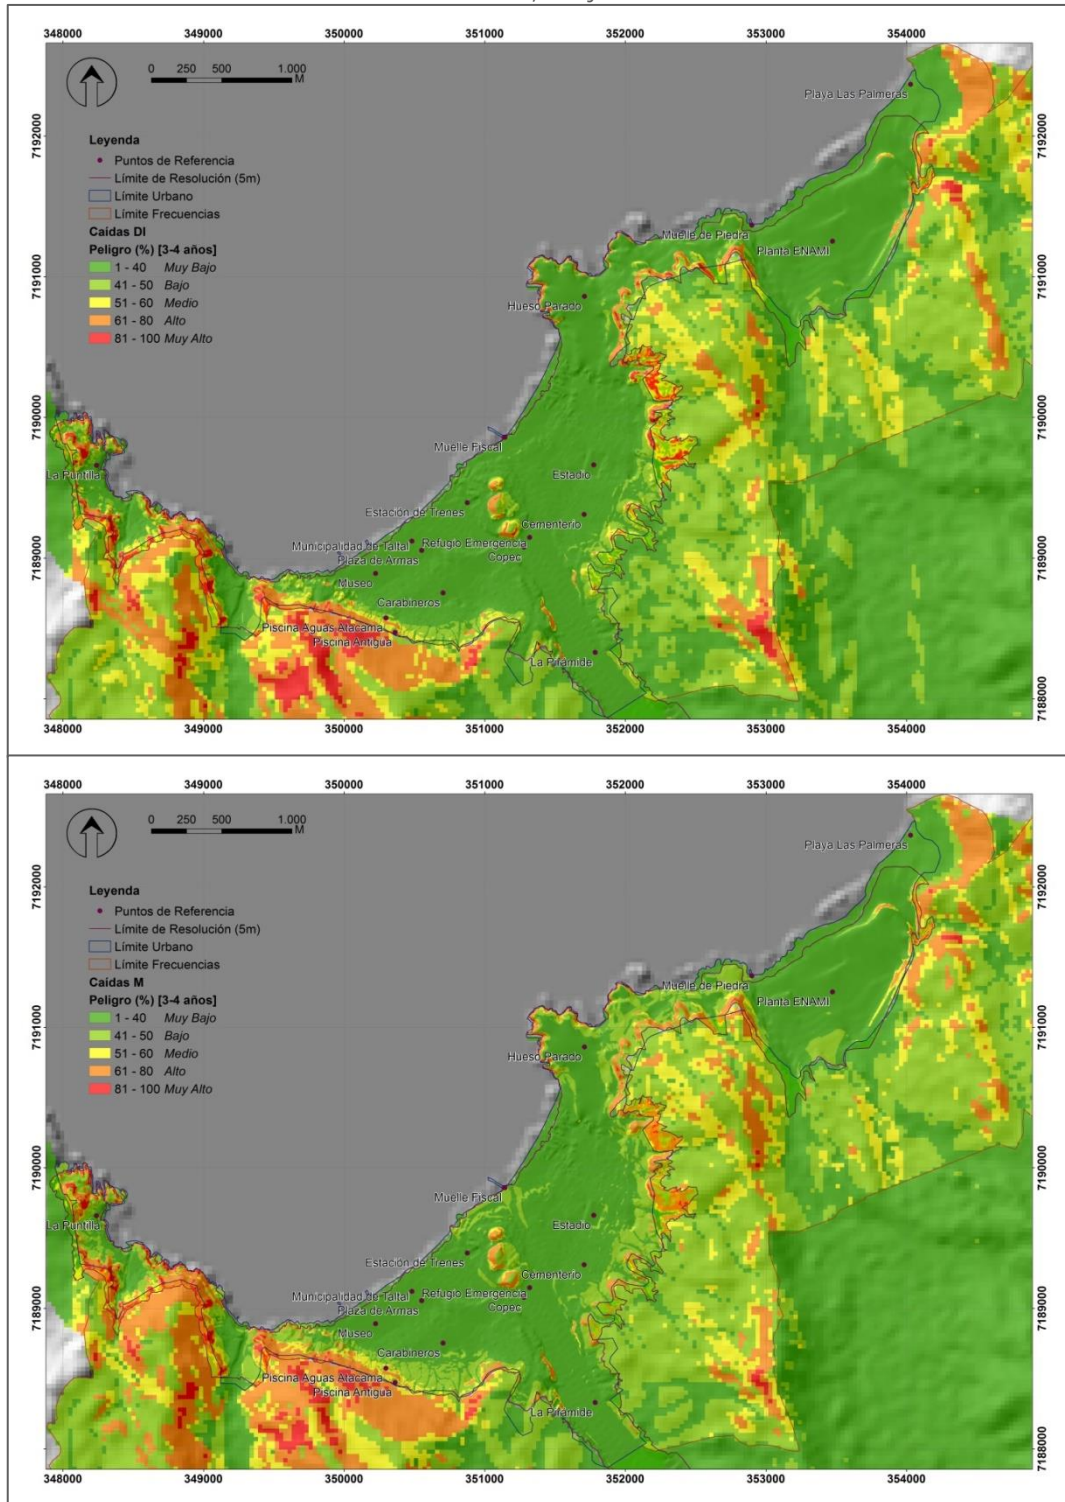 348000 349000 350000 351000 352000 353000 354000
0 250 500 1.000
M
Playa Las Palmeras
7192000 7192000
Leyenda
Puntos de Referencia
Límite de Resolución (5m)
Límite Urbano
Límite Frecuencias
Caídas DI
Peligro (%) [3-4 años]
1 - 40 Muy Bajo
41 - 50 Bajo
51 - 60 Medio
61 - 80 Alto
81 - 100 Muy Alto
Muelle de Piedra
Planta ENAMI
7191000 7191000
Hueso Parado
7190000 7190000
Muelle Fiscal
La Puntilla
Estadio
Estación de Trenes
Cementerio
Municipalidad de Taltal
Refugio Emergencia
Plaza de Armas
Copec
7189000 7189000
Museo
Carabineros
Piscina Aguas Atacama
Piscina Antigua
La Pirámide
7188000 7188000
348000 349000 350000 351000 352000 353000 354000
348000 349000 350000 351000 352000 353000 354000
0 250 500 1.000
M
Playa Las Palmeras
7192000 7192000
Leyenda
Puntos de Referencia
Límite de Resolución (5m)
Límite Urbano
Límite Frecuencias
Caídas M
Peligro (%) [3-4 años]
1 - 40 Muy Bajo
41 - 50 Bajo
51 - 60 Medio
61 - 80 Alto
81 - 100 Muy Alto
Muelle de Piedra
Planta ENAMI
7191000 7191000
Hueso Parado
7190000 7190000
Muelle Fiscal
La Puntilla
Estadio
Estación de Trenes
Cementerio
Municipalidad de Taltal
Refugio Emergencia
Plaza de Armas
Copec
7189000 7189000
Museo
Carabineros
Piscina Aguas Atacama
Piscina Antigua
La Pirámide
7188000 7188000
348000 349000 350000 351000 352000 353000 354000